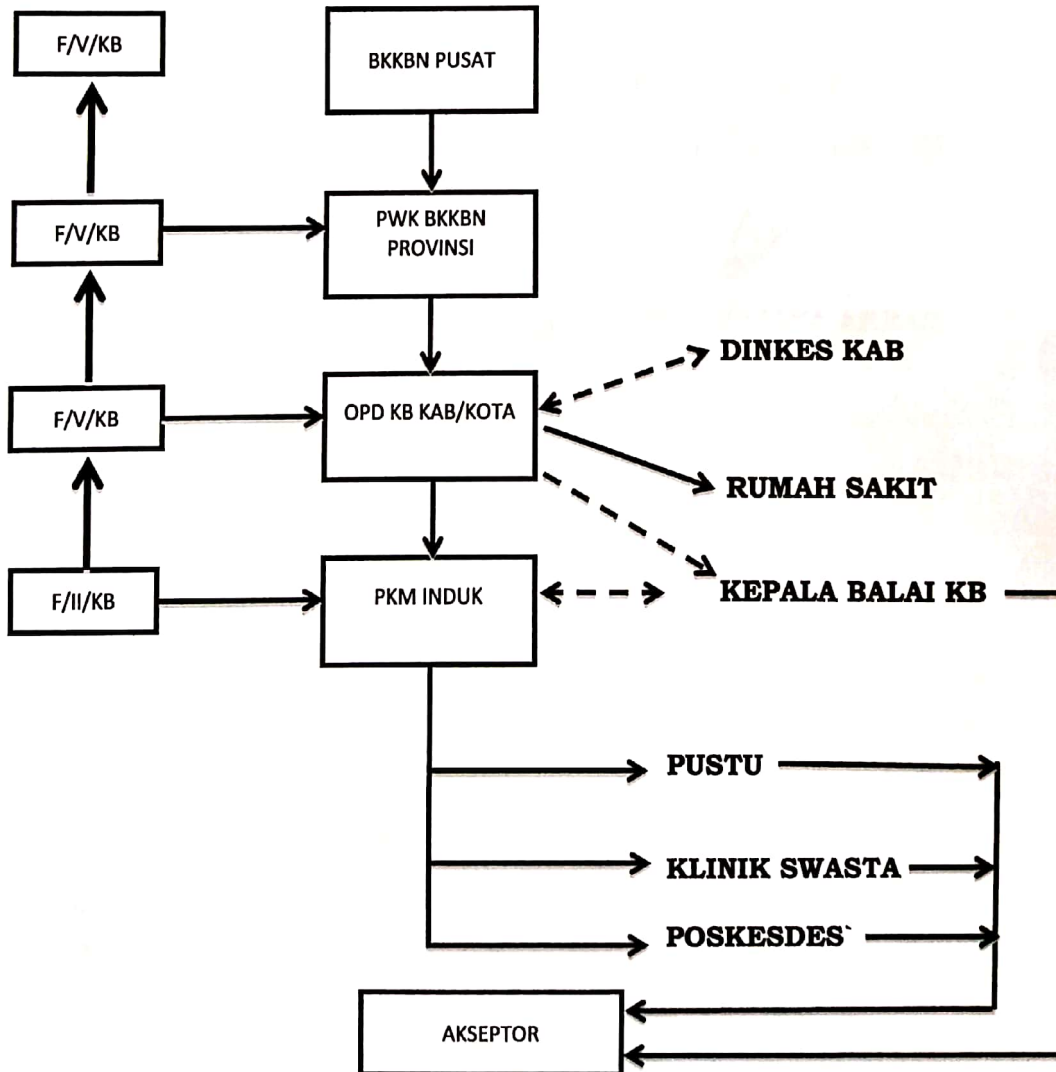 F/V/KB
BKKBN PUSAT
F/V/KB
PWK BKKBN
PROVINSI
DINKES KAB
F/V/KB
OPD KB KAB/KOTA
RUMAH SAKIT
F/II/KB
PKM INDUK
KEPALA BALAI KB
PUSTU
KLINIK SWASTA
POSKESDES`
AKSEPTOR